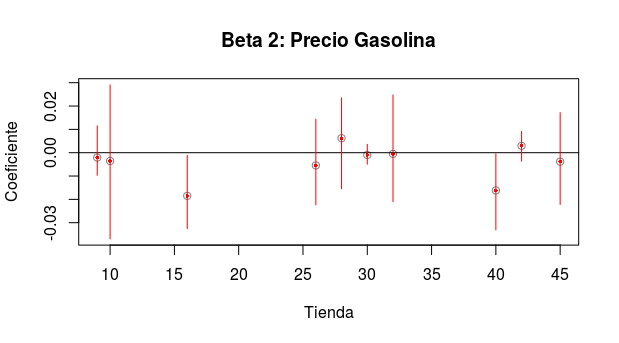 Beta 2: Precio Gasolina
Coeficiente
0.02
0.00
-0.03
10 15 20 25 30 35 40 45
Tienda